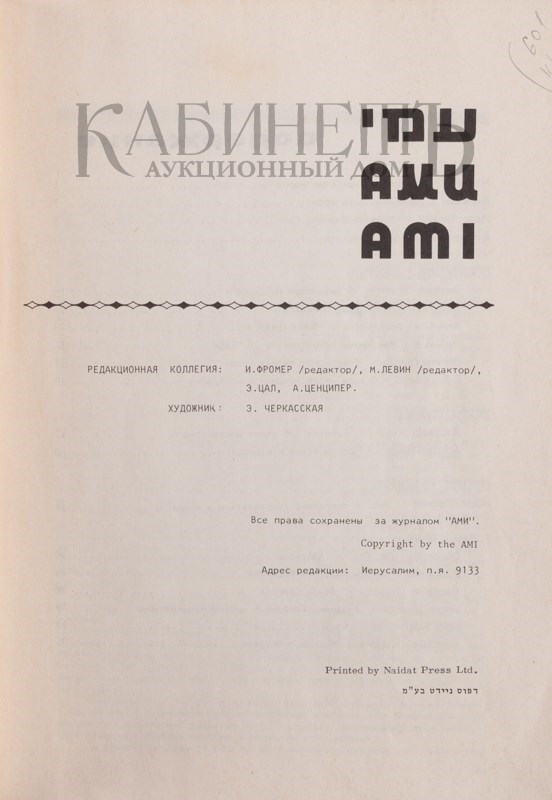 601
КАБИНЕТЪ
АУКЦИОННЫЙ ДОМ
עמי
АМИ
AMI
РЕДАКЦИОННАЯ КОЛЛЕГИЯ: И.ФРОМЕР /редактор/, М.ЛЕВИН /редактор/,
Э.ЦАЛ, А.ЦЕНЦИПЕР.
ХУДОЖНИК: Э. ЧЕРКАССКАЯ
Все права сохранены за журналом "АМИ".
Copyright by the AMI
Адрес редакции: Иерусалим, п.я. 9133
Printed by Naidat Press Ltd.
דפוס ניידט בע"מ